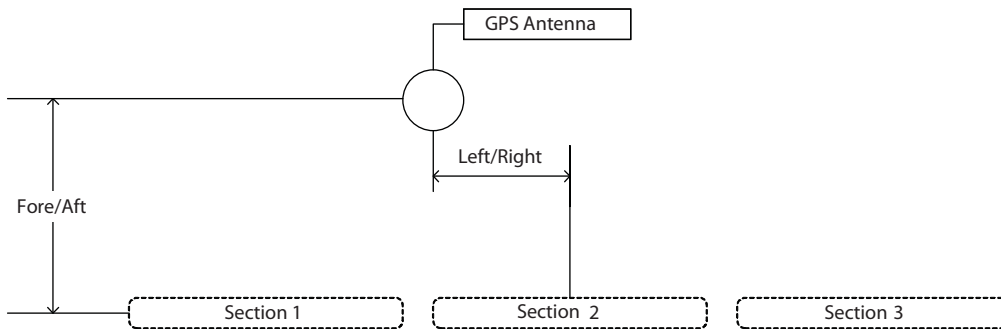 GPS Antenna
Left/Right
Fore/Aft
Section 1
Section 2
Section 3